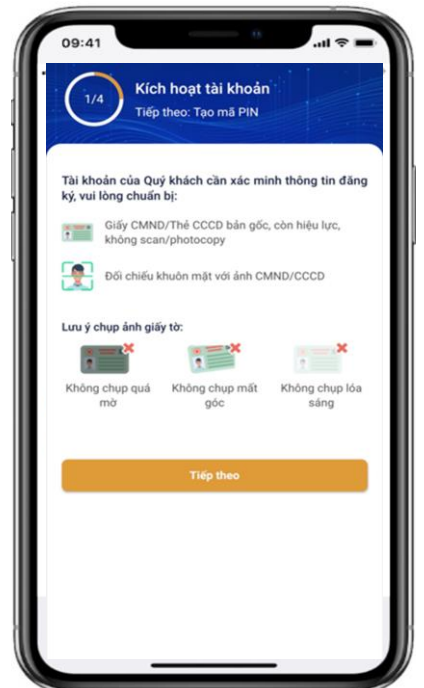 09:41
1/4
Kích hoạt tài khoản
Tiếp theo: Tạo mã PIN
Tài khoản của Quý khách cần xác minh thông tin đăng
ký, vui lòng chuẩn bị:
Giấy CMND/Thẻ CCCD bản gốc, còn hiệu lực,
không scan/photocopy
Đối chiếu khuôn mặt với ảnh CMND/CCCD
Lưu ý chụp ảnh giấy tờ:
Không chụp quá
mờ
Không chụp mất
góc
Không chụp lóa
sáng
Tiếp theo